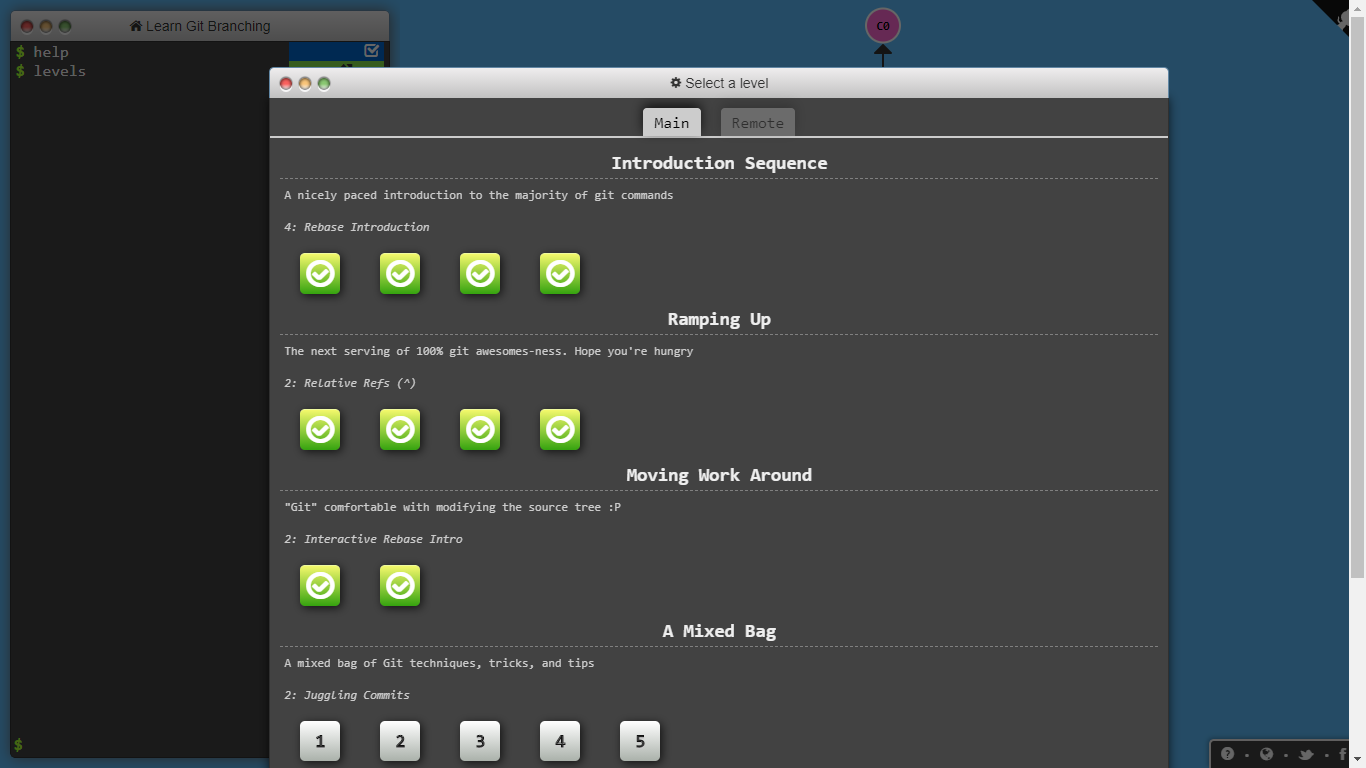 Learn Git Branching
$ help
$ levels
C0
Select a level
Main Remote
Introduction Sequence
A nicely paced introduction to the majority of git commands
4: Rebase Introduction
Ramping Up
The next serving of 100% git awesomes-ness. Hope you're hungry
2: Relative Refs (^)
Moving Work Around
"Git" comfortable with modifying the source tree :P
2: Interactive Rebase Intro
A Mixed Bag
A mixed bag of Git techniques, tricks, and tips
2: Juggling Commits
1 2 3 4 5
$